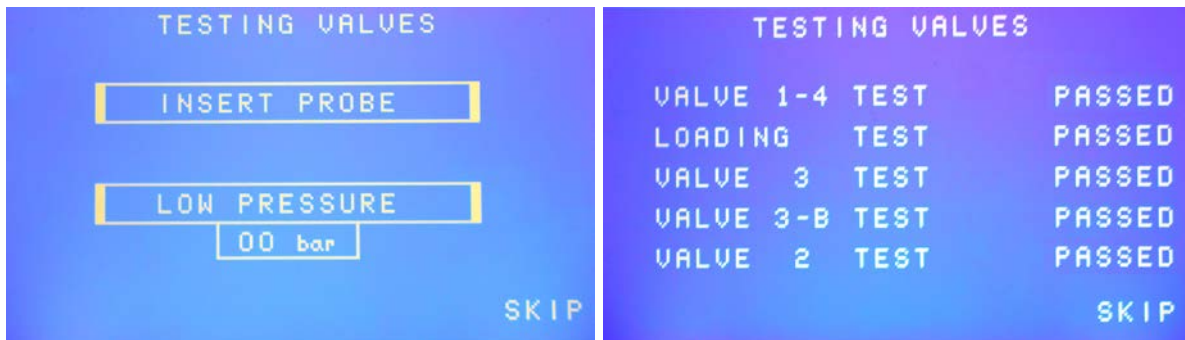 TESTING VALVES
INSERT PROBE
LOW PRESSURE
00 bar
SKIP
TESTING VALVES
VALVE 1-4 TEST PASSED
LOADING TEST PASSED
VALVE 3 TEST PASSED
VALVE 3-B TEST PASSED
VALVE 2 TEST PASSED
SKIP